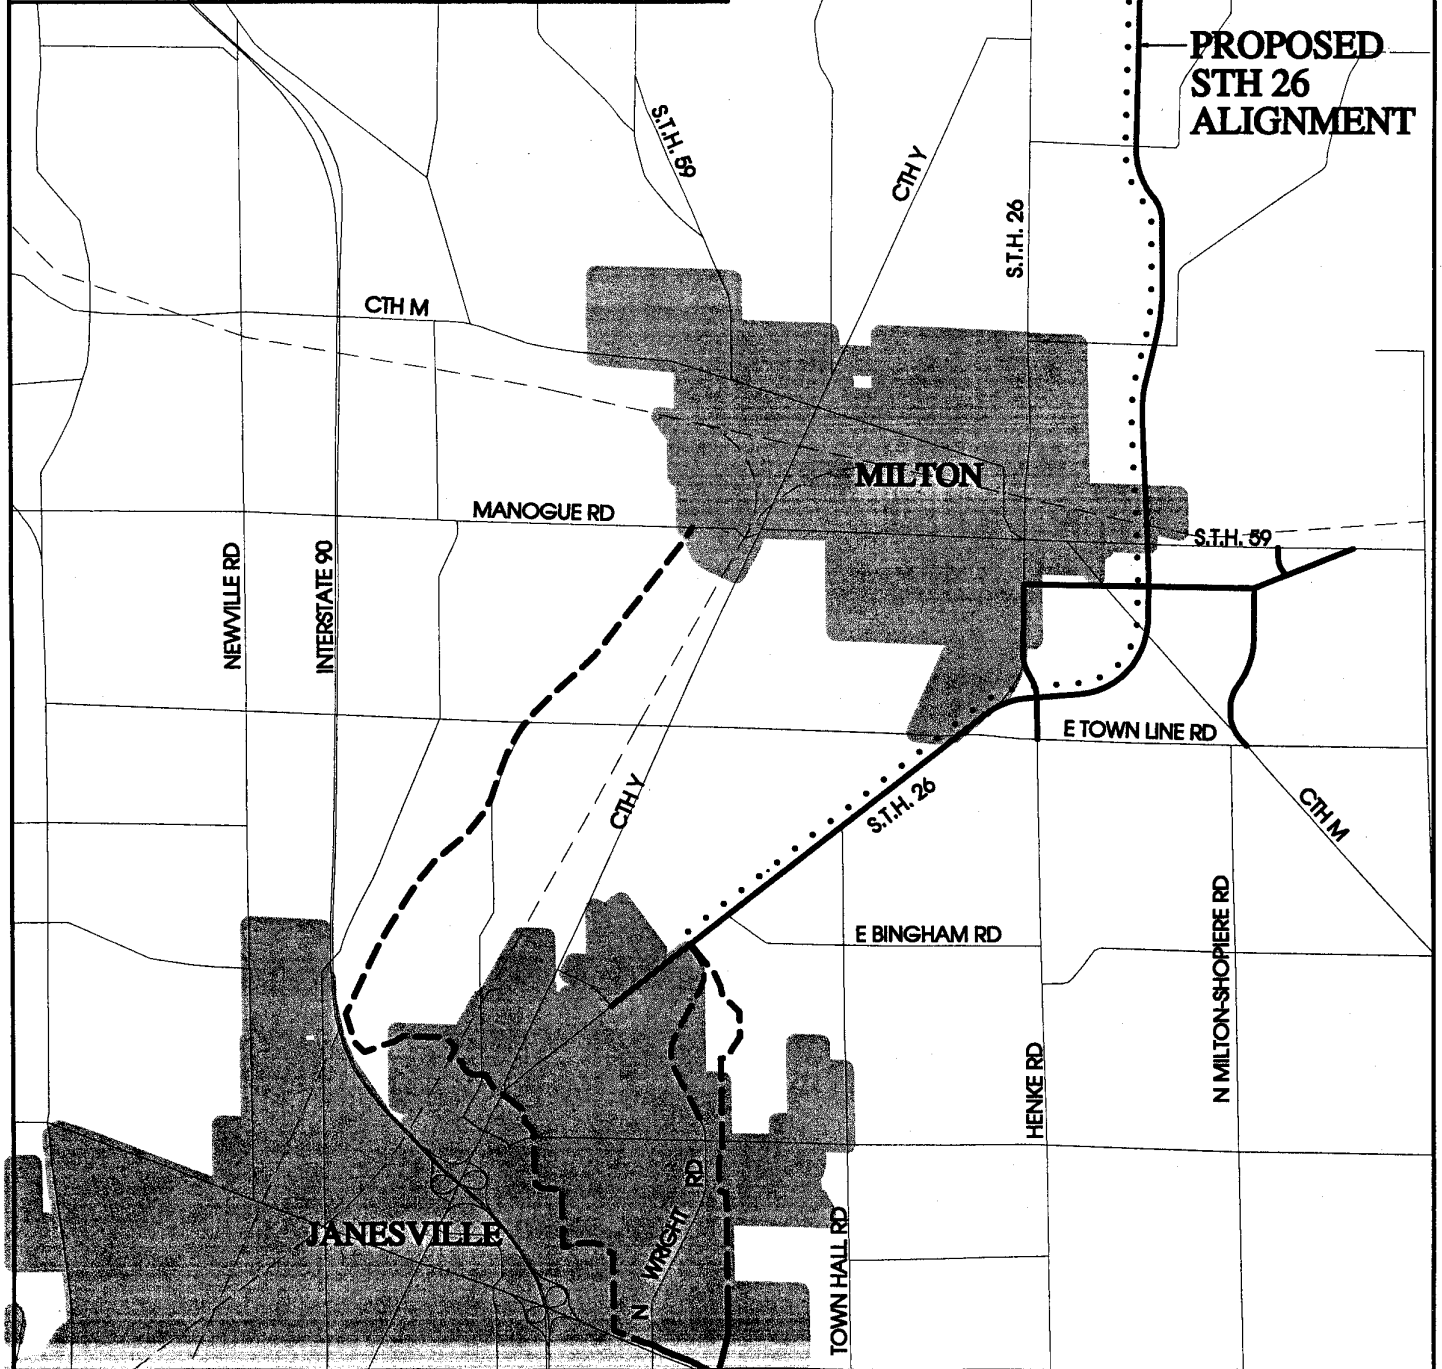 PROPOSED
STH 26
ALIGNMENT
S.T.H. 59
CTH Y
S.T.H. 26
CTH M
MILTON
MANOGUE RD
S.T.H. 59
NEWVILLE RD
INTERSTATE 90
E TOWN LINE RD
CTH Y
S.T.H. 26
CTH M
E BINGHAM RD
N MILTON-SHOPIERE RD
HENKE RD
JANESVILLE
N WRIGHT RD
TOWN HALL RD